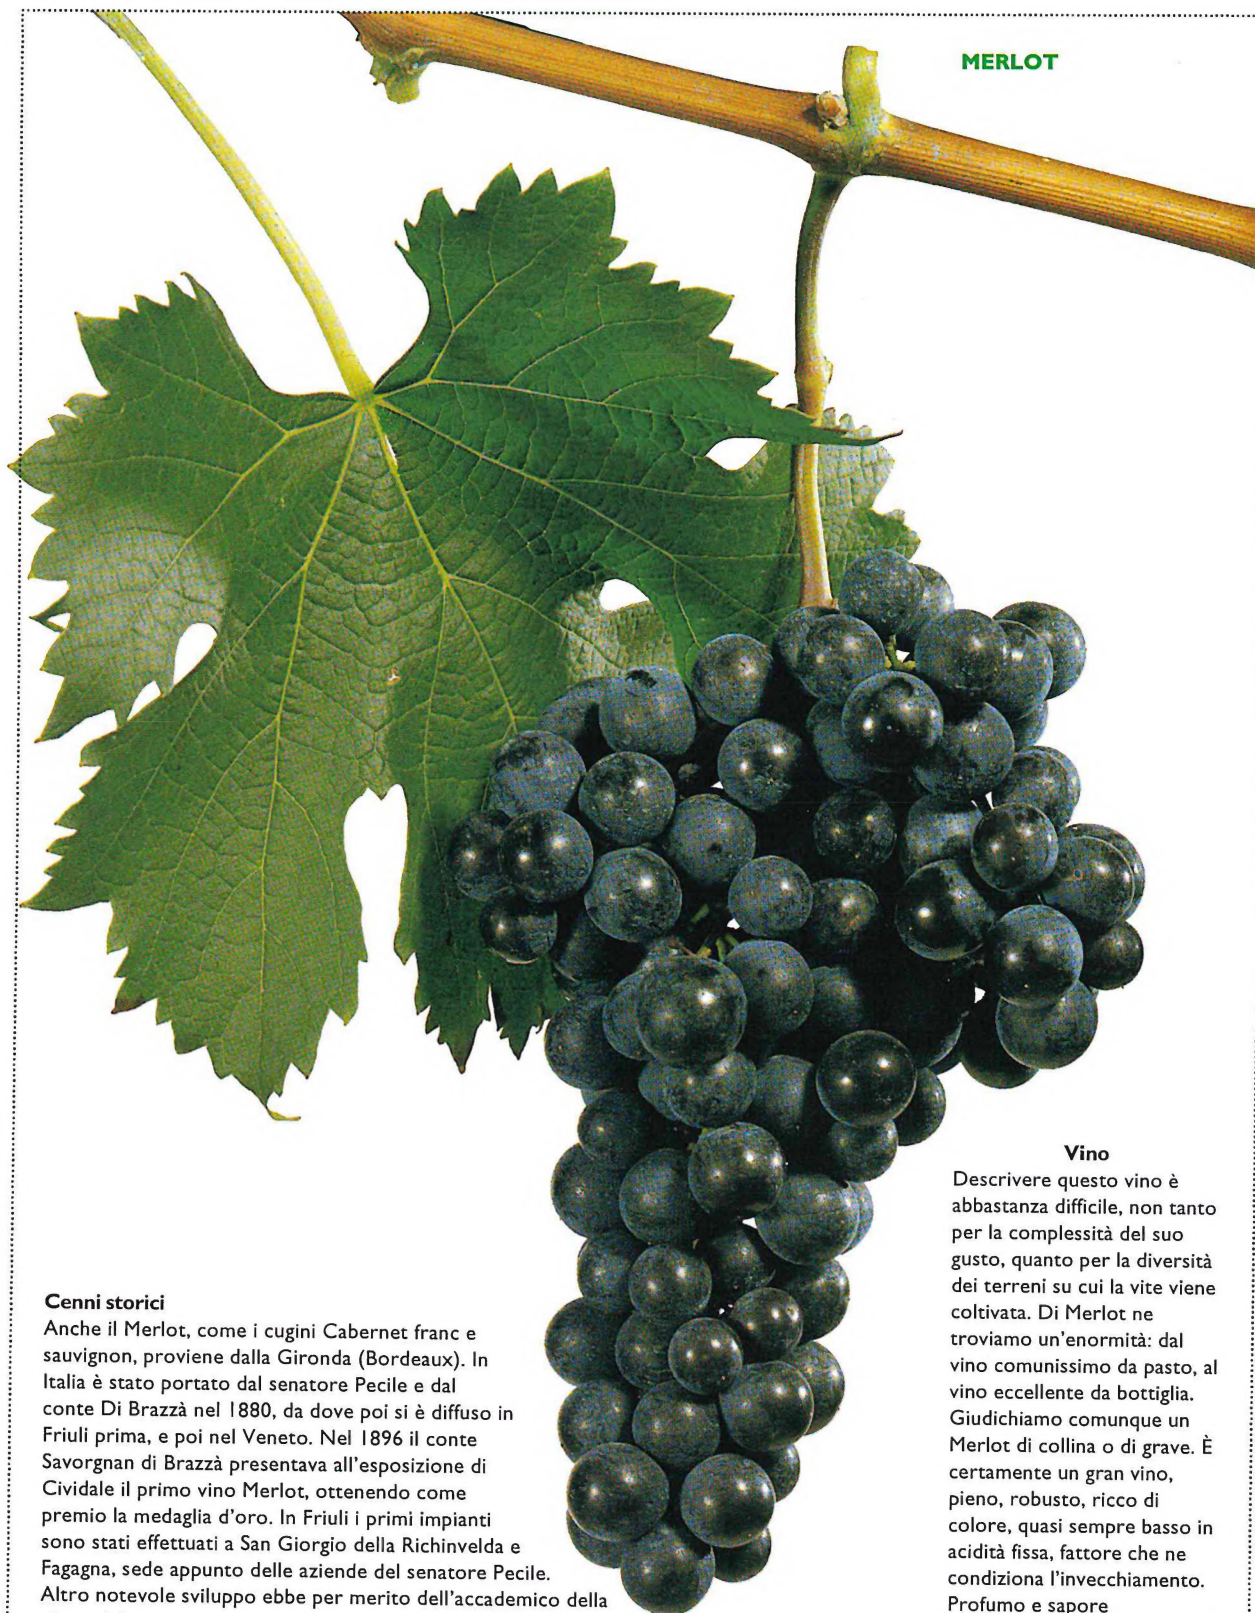 MERLOT
Cenni storici
Anche il Merlot, come i cugini Cabernet franc e
sauvignon, proviene dalla Gironda (Bordeaux). In
Italia è stato portato dal senatore Pecile e dal
conte Di Brazzà nel 1880, da dove poi si è diffuso in
Friuli prima, e poi nel Veneto. Nel 1896 il conte
Savorgnan di Brazzà presentava all'esposizione di
Cividale il primo vino Merlot, ottenendo come
premio la medaglia d'oro. In Friuli i primi impianti
sono stati effettuati a San Giorgio della Richinvelda e
Fagagna, sede appunto delle aziende del senatore Pecile.
Altro notevole sviluppo ebbe per merito dell'accademico della
Vino
Descrivere questo vino è
abbastanza difficile, non tanto
per la complessità del suo
gusto, quanto per la diversità
dei terreni su cui la vite viene
coltivata. Di Merlot ne
troviamo un'enormità: dal
vino comunissimo da pasto, al
vino eccellente da bottiglia.
Giudichiamo comunque un
Merlot di collina o di grave. È
certamente un gran vino,
pieno, robusto, ricco di
colore, quasi sempre basso in
acidità fissa, fattore che ne
condiziona l'invecchiamento.
Profumo e sapore